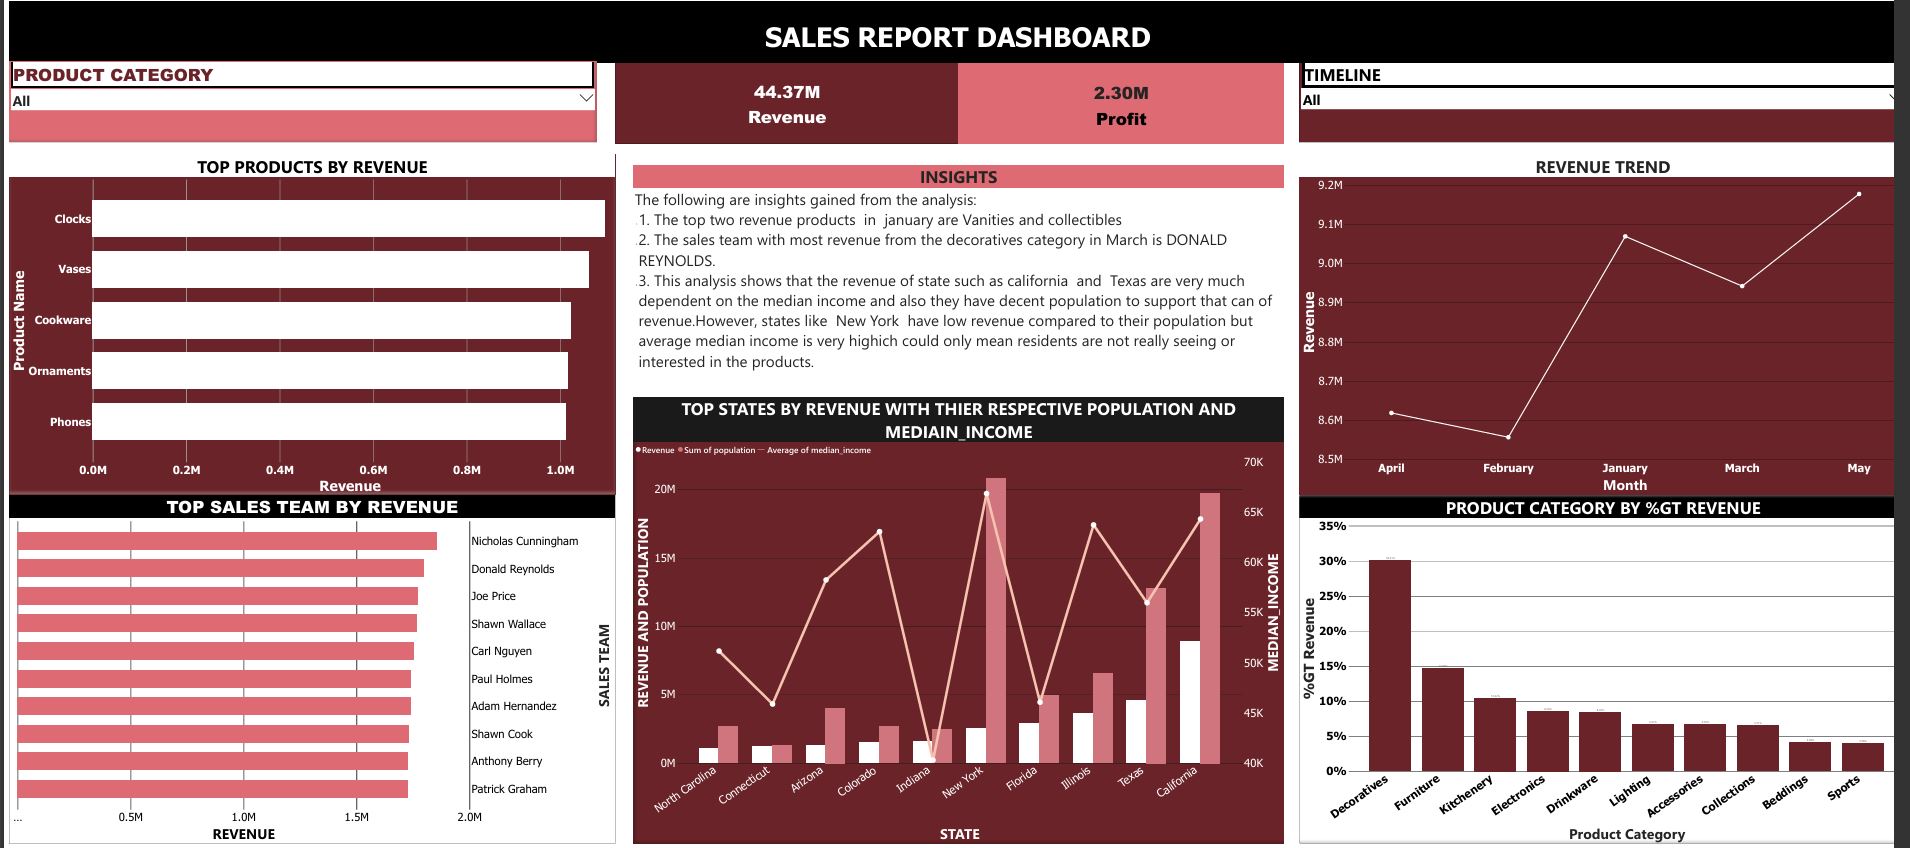 SALES REPORT DASHBOARD
PRODUCT CATEGORY
All
44.37M
Revenue
2.30M
Profit
TIMELINE
All
TOP PRODUCTS BY REVENUE
Product Name
Clocks
Vases
Cookware
Ornaments
Phones
0.0M 0.2M 0.4M 0.6M 0.8M 1.0M
Revenue
INSIGHTS
The following are insights gained from the analysis:
1. The top two revenue products in january are Vanities and collectibles
2. The sales team with most revenue from the decoratives category in March is DONALD
REYNOLDS.
3. This analysis shows that the revenue of state such as california and Texas are very much
dependent on the median income and also they have decent population to support that can of
revenue.However, states like New York have low revenue compared to their population but
average median income is very highich could only mean residents are not really seeing or
interested in the products.
REVENUE TREND
Revenue
9.2M
9.1M
9.0M
8.9M
8.8M
8.7M
8.6M
8.5M
April February January March May
Month
TOP SALES TEAM BY REVENUE
Nicholas Cunningham
Donald Reynolds
Joe Price
Shawn Wallace
Carl Nguyen
Paul Holmes
Adam Hernandez
Shawn Cook
Anthony Berry
Patrick Graham
SALES TEAM
... 0.5M 1.0M 1.5M 2.0M
REVENUE
TOP STATES BY REVENUE WITH THIER RESPECTIVE POPULATION AND
MEDIAIN_INCOME
Revenue Sum of population Average of median_income
REVENUE AND POPULATION
20M
15M
10M
5M
0M
70K
65K
60K
55K
50K
45K
40K
MEDIAN_INCOME
North Carolina Connecticut Arizona Colorado Indiana New York Florida Illinois Texas California
STATE
PRODUCT CATEGORY BY %GT REVENUE
%GT Revenue
35%
30%
25%
20%
15%
10%
5%
0%
Decoratives Furniture Kitchenery Electronics Drinkware Lighting Accessories Collections Beddings Sports
Product Category